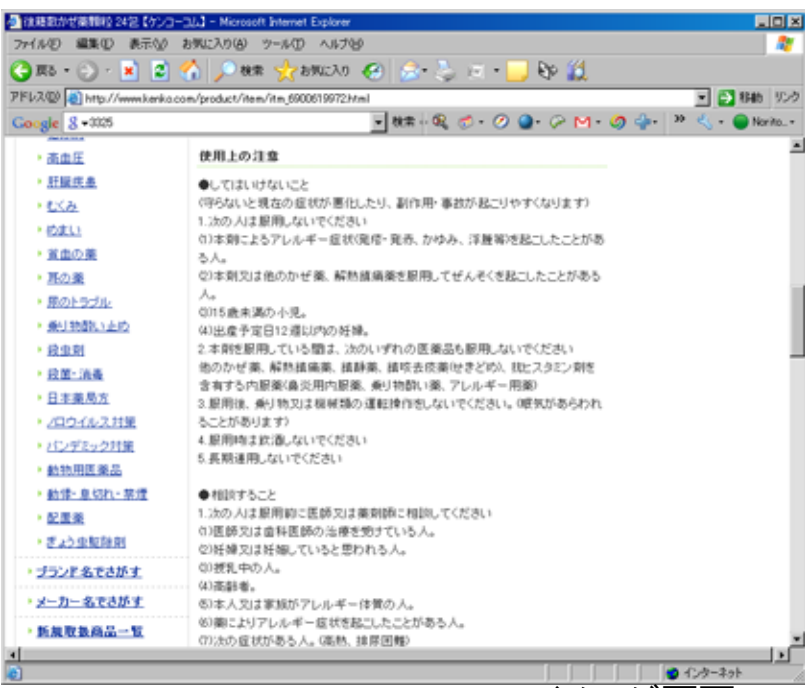 後藤散かぜ薬顆粒 24包 【ケンコーコム】 - Microsoft Internet Explorer
ファイル(F) 編集(E) 表示(V) お気に入り(A) ツール(T) ヘルプ(H)
戻る 検索 お気に入り
アドレス(D) http://www.kenko.com/product/item/itm_6900619972.html 移動 リンク
Google 検索 Norito...
高血圧
肝臓疾患
むくみ
めまい
貧血の薬
耳の薬
尿のトラブル
乗り物酔い止め
殺虫剤
殺菌・消毒
日本薬局方
ノロウイルス対策
パンデミック対策
動物用医薬品
動悸・息切れ・禁煙
配置薬
ぎょう虫駆除剤
ブランド名でさがす
メーカー名でさがす
新規取扱商品一覧
使用上の注意
●してはいけないこと
(守らないと現在の症状が悪化したり、副作用・事故が起こりやすくなります)
1.次の人は服用しないでください
(1)本剤によるアレルギー症状(発疹・発赤、かゆみ、浮腫等)を起こしたことがあ
る人。
(2)本剤又は他のかぜ薬、解熱鎮痛薬を服用してぜんそくを起こしたことがある
人。
(3)15歳未満の小児。
(4)出産予定日12週以内の妊婦。
2.本剤を服用している間は、次のいずれの医薬品も服用しないでください
他のかぜ薬、解熱鎮痛薬、鎮静薬、鎮咳去痰薬(せきどめ)、抗ヒスタミン剤を
含有する内服薬(鼻炎用内服薬、乗り物酔い薬、アレルギー用薬)
3.服用後、乗り物又は機械類の運転操作をしないでください。(眠気があらわれ
ることがあります)
4.服用時は飲酒しないでください
5.長期連用しないでください
●相談すること
1.次の人は服用前に医師又は薬剤師に相談してください
(1)医師又は歯科医師の治療を受けている人。
(2)妊婦又は妊娠していると思われる人。
(3)授乳中の人。
(4)高齢者。
(5)本人又は家族がアレルギー体質の人。
(6)薬によりアレルギー症状を起こしたことがある人。
(7)次の症状がある人。(高熱、排尿困難)
インターネット